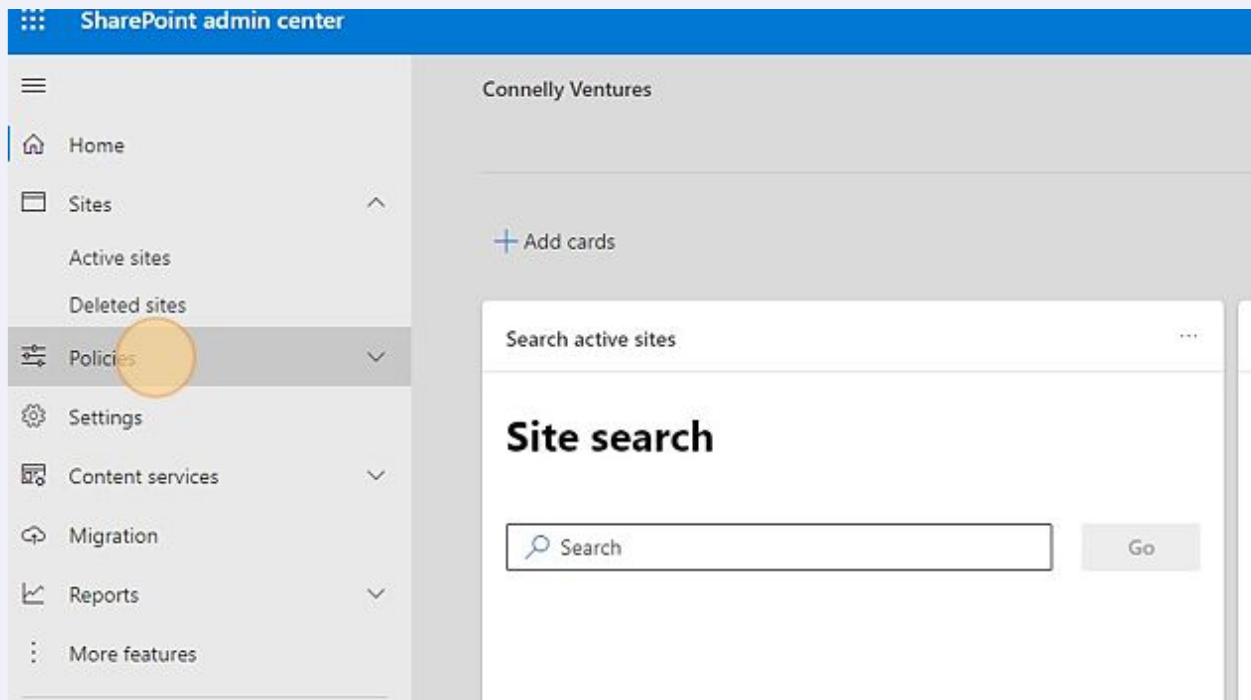 SharePoint admin center
Connelly Ventures
Home
Sites
Active sites
Deleted sites
Policies
Settings
Content services
Migration
Reports
More features
Add cards
Search active sites
Site search
Search
Go